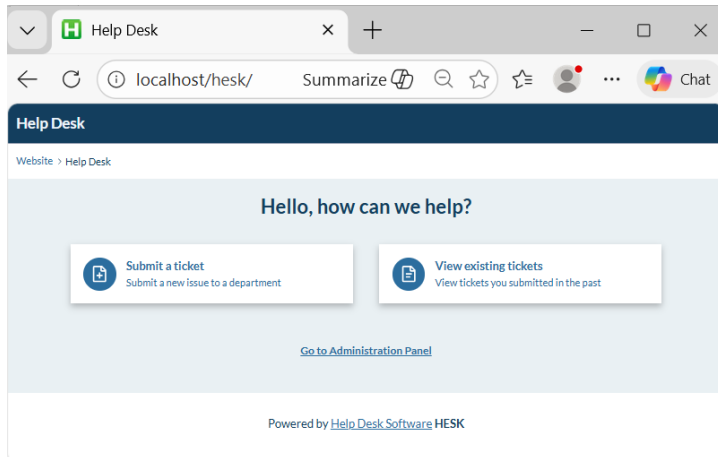 H Help Desk
localhost/hesk/ Summarize Chat
Help Desk
Website > Help Desk
Hello, how can we help?
Submit a ticket
Submit a new issue to a department
View existing tickets
View tickets you submitted in the past
Go to Administration Panel
Powered by Help Desk Software HESK